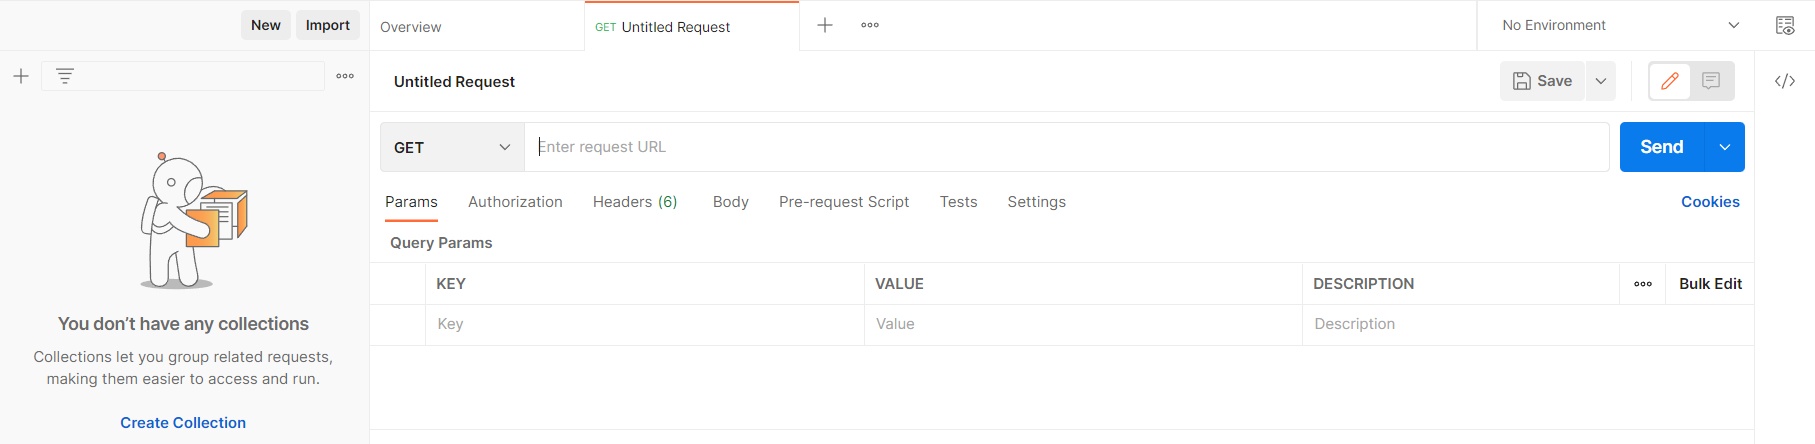 New Import
Overview
GET Untitled Request
No Environment
Untitled Request
Save
GET
Enter request URL
Send
Params Authorization Headers (6) Body Pre-request Script Tests Settings
Cookies
Query Params
KEY VALUE DESCRIPTION Bulk Edit
Key Value Description
You don't have any collections
Collections let you group related requests,
making them easier to access and run.
Create Collection